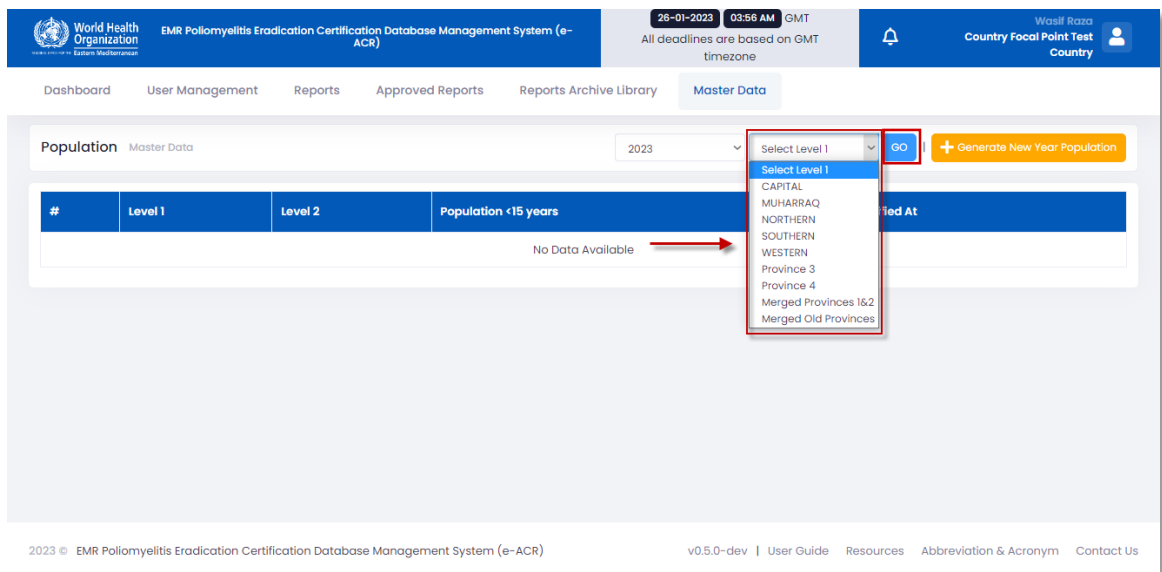 World Health
Organization
Eastern Mediterranean
EMR Poliomyelitis Eradication Certification Database Management System (e-
ACR)
26-01-2023 03:56 AM GMT
All deadlines are based on GMT
timezone
Wasif Raza
Country Focal Point Test
Country
Dashboard User Management Reports Approved Reports Reports Archive Library Master Data
Population Master Data
2023 Select Level 1 GO | + Generate New Year Population
# Level 1 Level 2 Population <15 years fied At
No Data Available
Select Level 1
CAPITAL
MUHARRAQ
NORTHERN
SOUTHERN
WESTERN
Province 3
Province 4
Merged Provinces 1&2
Merged Old Provinces
2023 © EMR Poliomyelitis Eradication Certification Database Management System (e-ACR)
v0.5.0-dev | User Guide Resources Abbreviation & Acronym Contact Us